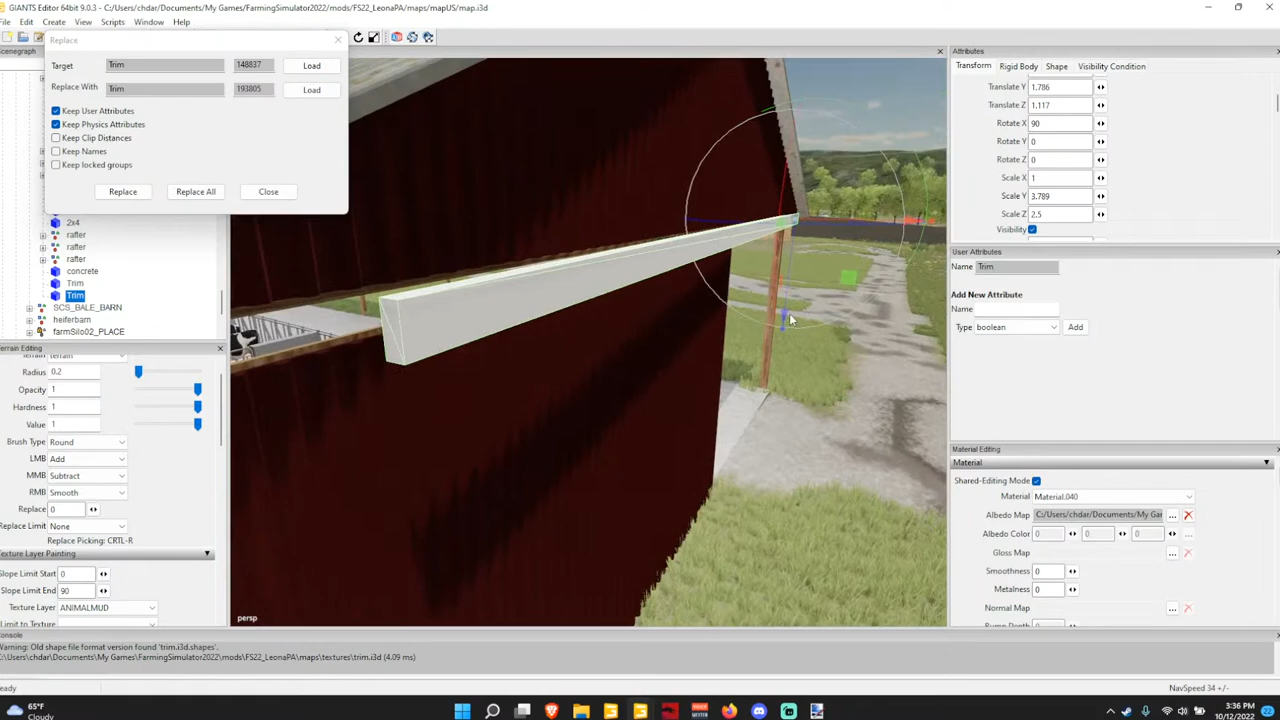 GIANTS Editor 64bit 9.0.3 - C:/Users/chdar/Documents/My Games/FarmingSimulator2022/mods/FS22_LeonaPA/maps/mapUS/map.i3d
File Edit Create View Scripts Window Help
Scenegraph
Replace
Target Trim 148837 Load
Replace With Trim 193805 Load
Keep User Attributes
Keep Physics Attributes
Keep Clip Distances
Keep Names
Keep locked groups
Replace Replace All Close
2x4
rafter
rafter
rafter
concrete
Trim
Trim
SCS_BALE_BARN
heiferbarn
farmSilo02_PLACE
Terrain Editing
Terrain terrain
Radius 0.2
Opacity 1
Hardness 1
Value 1
Brush Type Round
LMB Add
MMB Subtract
RMB Smooth
Replace 0
Replace Limit None
Replace Picking: CRTL-R
Texture Layer Painting
Slope Limit Start 0
Slope Limit End 90
Texture Layer ANIMALMUD
Limit to Texture
persp
Attributes
Transform Rigid Body Shape Visibility Condition
Translate Y 1.786
Translate Z 1.117
Rotate X 90
Rotate Y 0
Rotate Z 0
Scale X 1
Scale Y 3.789
Scale Z 2.5
Visibility
User Attributes
Name Trim
Add New Attribute
Name
Type boolean Add
Material Editing
Material
Shared-Editing Mode
Material Material.040
Albedo Map C:/Users/chdar/Documents/My Gar ...
Albedo Color 0 0 0 ...
Gloss Map ...
Smoothness 0
Metalness 0
Normal Map ...
Bump Depth 0
Console
Warning: Old shape file format version found 'trim.i3d.shapes'.
C:\Users\chdar\Documents\My Games\FarmingSimulator2022\mods\FS22_LeonaPA\maps\textures\trim.i3d (4.09 ms)
Ready
NavSpeed 34 +/-
65°F
Cloudy
3:36 PM
10/12/2022